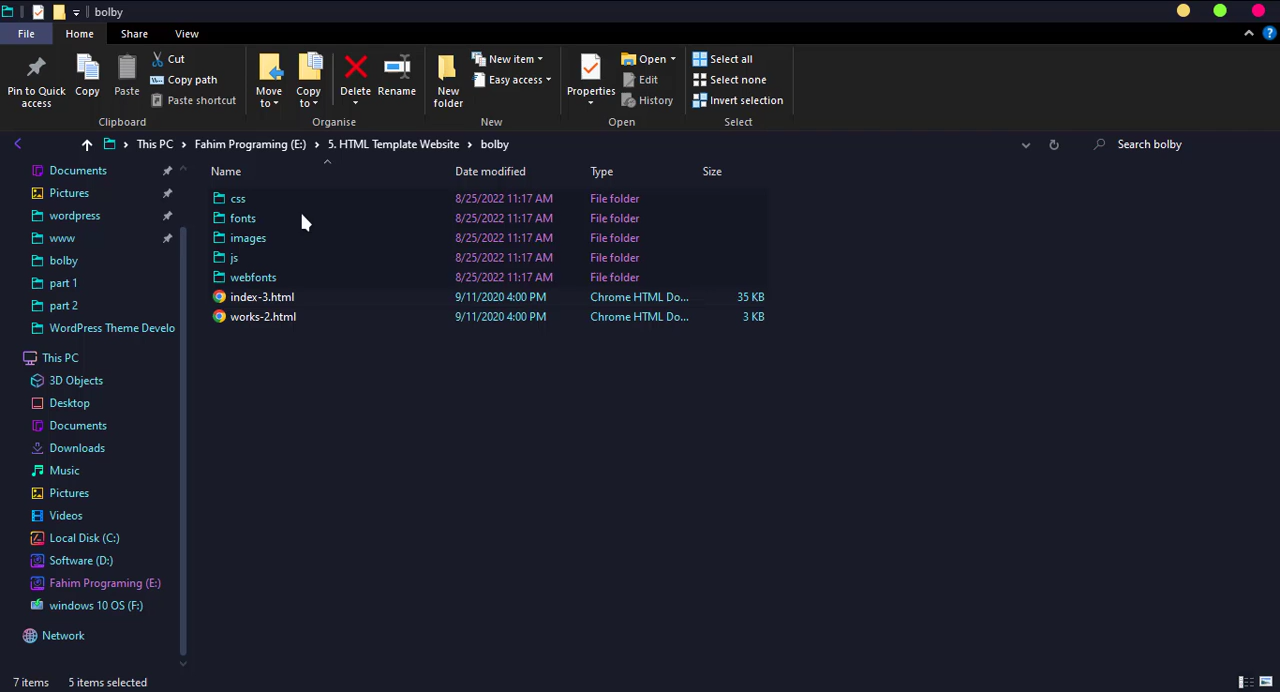 bolby
File Home Share View
Pin to Quick access
Copy
Paste
Cut
Copy path
Paste shortcut
Clipboard
Move to
Copy to
Delete
Rename
Organise
New folder
New item
Easy access
New
Properties
Open
Edit
History
Open
Select all
Select none
Invert selection
Select
This PC Fahim Programing (E:) 5. HTML Template Website bolby Search bolby
Name Date modified Type Size
css 8/25/2022 11:17 AM File folder
fonts 8/25/2022 11:17 AM File folder
images 8/25/2022 11:17 AM File folder
js 8/25/2022 11:17 AM File folder
webfonts 8/25/2022 11:17 AM File folder
index-3.html 9/11/2020 4:00 PM Chrome HTML Do... 35 KB
works-2.html 9/11/2020 4:00 PM Chrome HTML Do... 3 KB
Documents
Pictures
wordpress
www
bolby
part 1
part 2
WordPress Theme Develo
This PC
3D Objects
Desktop
Documents
Downloads
Music
Pictures
Videos
Local Disk (C:)
Software (D:)
Fahim Programing (E:)
windows 10 OS (F:)
Network
7 items 5 items selected